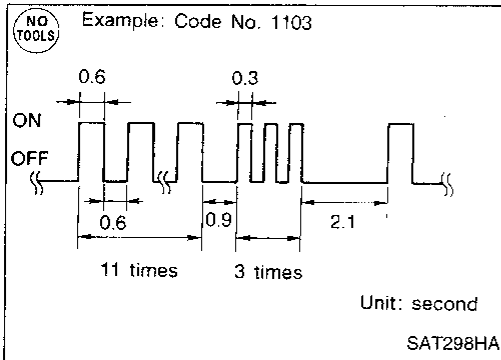 NO
TOOLS
Example: Code No. 1103
0.6
0.3
ON
OFF
0.6
0.9
2.1
11 times
3 times
Unit: second
SAT298HA